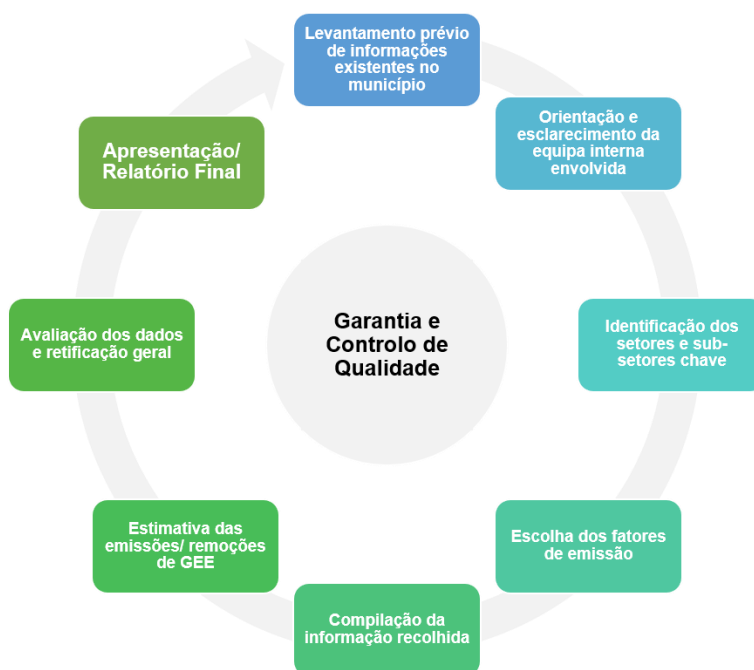 Levantamento prévio
de informações
existentes no
município
Orientação e
esclarecimento da
equipa interna
envolvida
Identificação dos
setores e sub-
setores chave
Escolha dos fatores
de emissão
Compilação da
informação recolhida
Estimativa das
emissões/ remoções
de GEE
Avaliação dos dados
e retificação geral
Apresentação/
Relatório Final
Garantia e
Controlo de
Qualidade